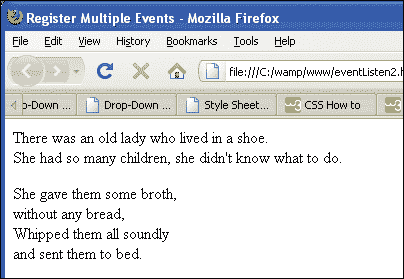 Register Multiple Events - Mozilla Firefox
File Edit View History Bookmarks Tools Help
file:///C:/wamp/www/eventListen2.h
p-Down ... Drop-Down ... Style Sheet... CSS How to
There was an old lady who lived in a shoe.
She had so many children, she didn't know what to do.
She gave them some broth,
without any bread,
Whipped them all soundly
and sent them to bed.